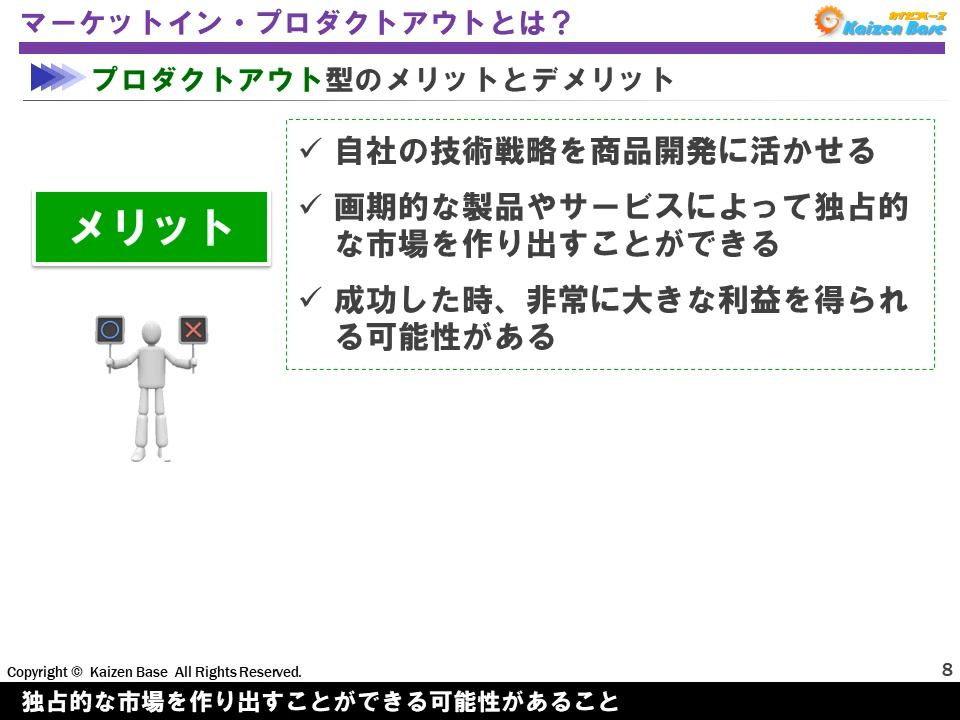 マーケットイン・プロダクトアウトとは？
カイゼンベース
Kaizen Base
プロダクトアウト型のメリットとデメリット
メリット
✓ 自社の技術戦略を商品開発に活かせる
✓ 画期的な製品やサービスによって独占的
な市場を作り出すことができる
✓ 成功した時、非常に大きな利益を得られ
る可能性がある
Copyright © Kaizen Base All Rights Reserved.
8
独占的な市場を作り出すことができる可能性があること